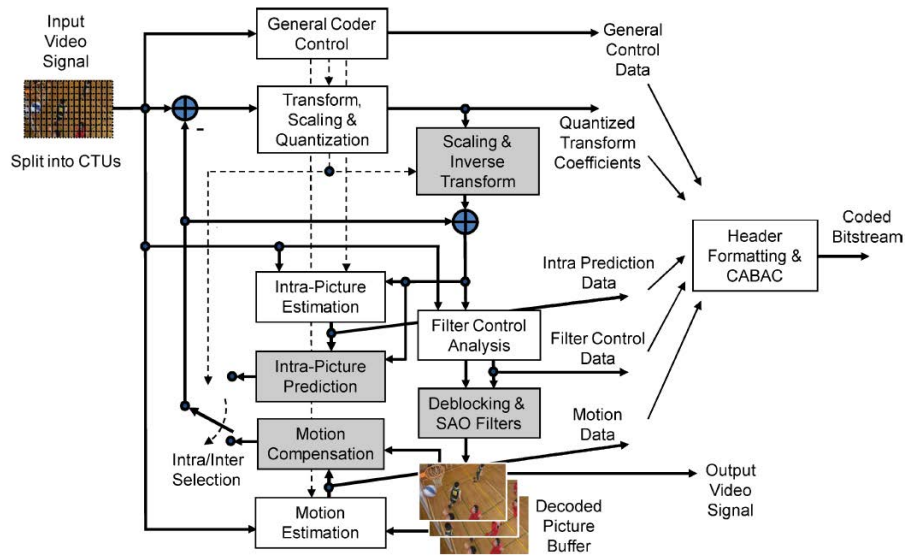 Input
Video
Signal
Split into CTUs
General Coder
Control
Transform,
Scaling &
Quantization
-
Scaling &
Inverse
Transform
General
Control
Data
Quantized
Transform
Coefficients
Header
Formatting &
CABAC
Coded
Bitstream
Intra-Picture
Estimation
Intra Prediction
Data
Filter Control
Analysis
Filter Control
Data
Intra-Picture
Prediction
Deblocking &
SAO Filters
Motion
Compensation
Motion
Data
Intra/Inter
Selection
Motion
Estimation
Decoded
Picture
Buffer
Output
Video
Signal